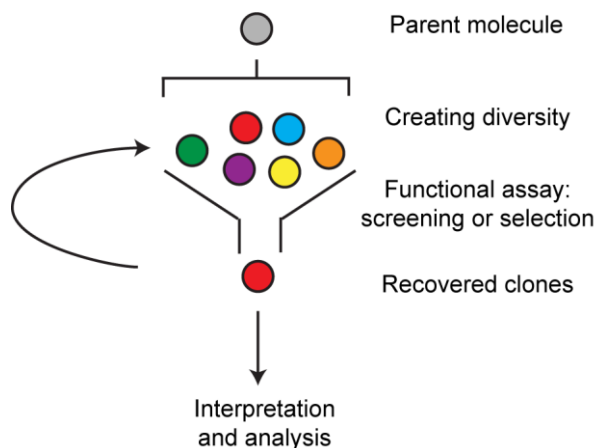 Parent molecule
Creating diversity
Functional assay:
screening or selection
Recovered clones
Interpretation
and analysis